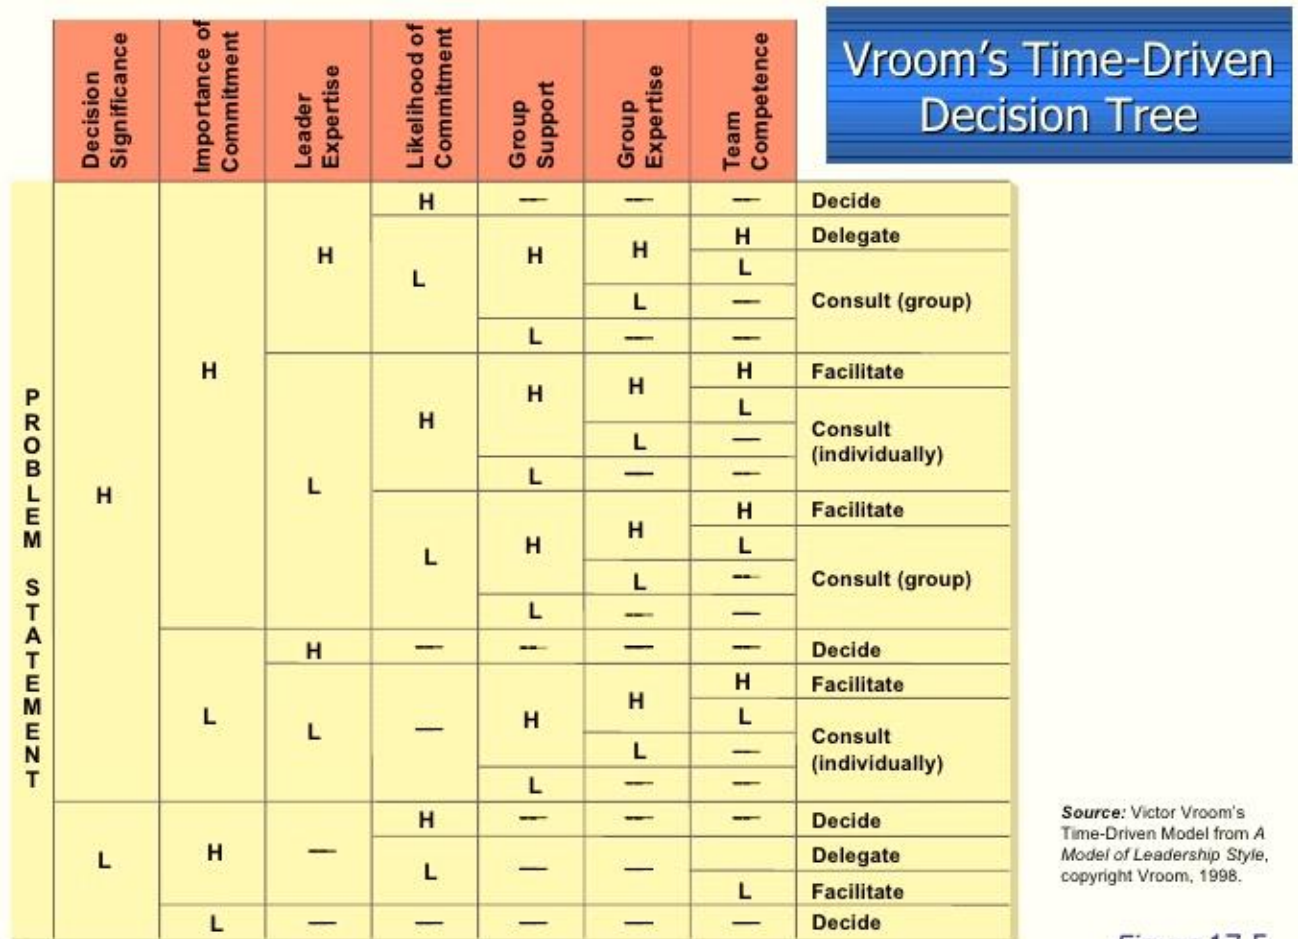 Vroom's Time-Driven
Decision Tree
Decision
Significance
Importance of
Commitment
Leader
Expertise
Likelihood of
Commitment
Group
Support
Group
Expertise
Team
Competence
PROBLEM STATEMENT
H — — — Decide
H H H Delegate
H L L
L — Consult (group)
L — —
H H H H Facilitate
H L
L — Consult
(individually)
L — —
H L H Facilitate
L H H L
L — Consult (group)
L — —
H — — — — Decide
H H Facilitate
L L — H L
L — Consult
(individually)
L — —
H — — — Decide
L H — L — — Delegate
L Facilitate
L — — — — — Decide
Source: Victor Vroom's
Time-Driven Model from A
Model of Leadership Style,
copyright Vroom, 1998.